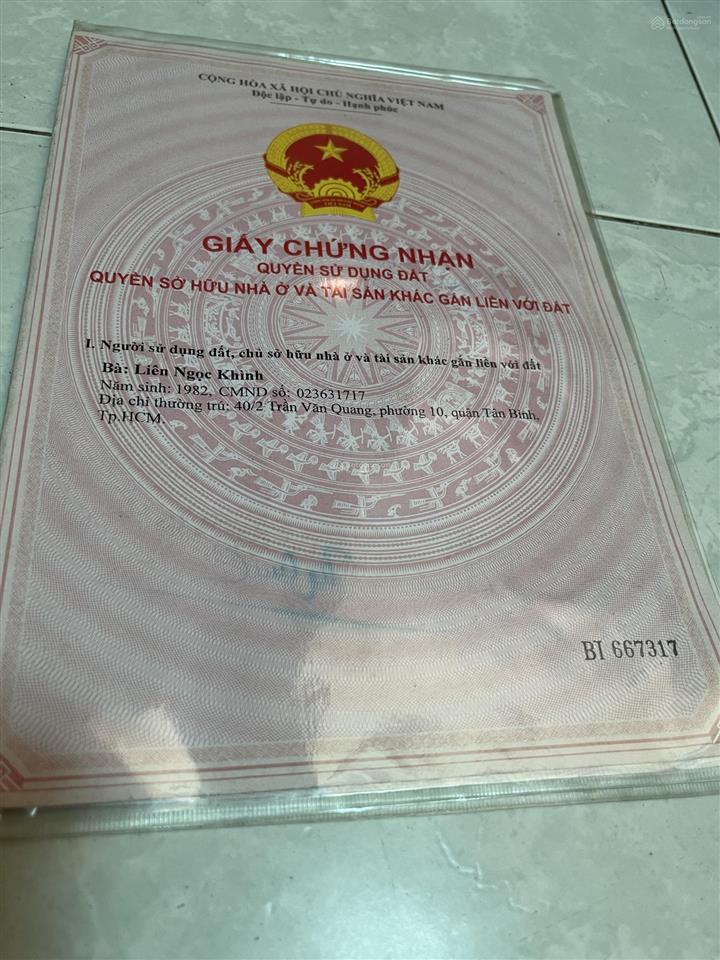 Batdongsan
CỘNG HÒA XÃ HỘI CHỦ NGHĨA VIỆT NAM
Độc lập - Tự do - Hạnh phúc
VIỆT NAM
GIẤY CHỨNG NHẬN
QUYỀN SỬ DỤNG ĐẤT
QUYỀN SỞ HỮU NHÀ Ở VÀ TÀI SẢN KHÁC GẮN LIỀN VỚI ĐẤT
I. Người sử dụng đất, chủ sở hữu nhà ở và tài sản khác gắn liền với đất
Bà: Liên Ngọc Khình
Năm sinh: 1982, CMND số: 023631717
Địa chỉ thường trú: 40/2 Trần Văn Quang, phường 10, quận Tân Bình,
Tp.HCM.
BI 667317